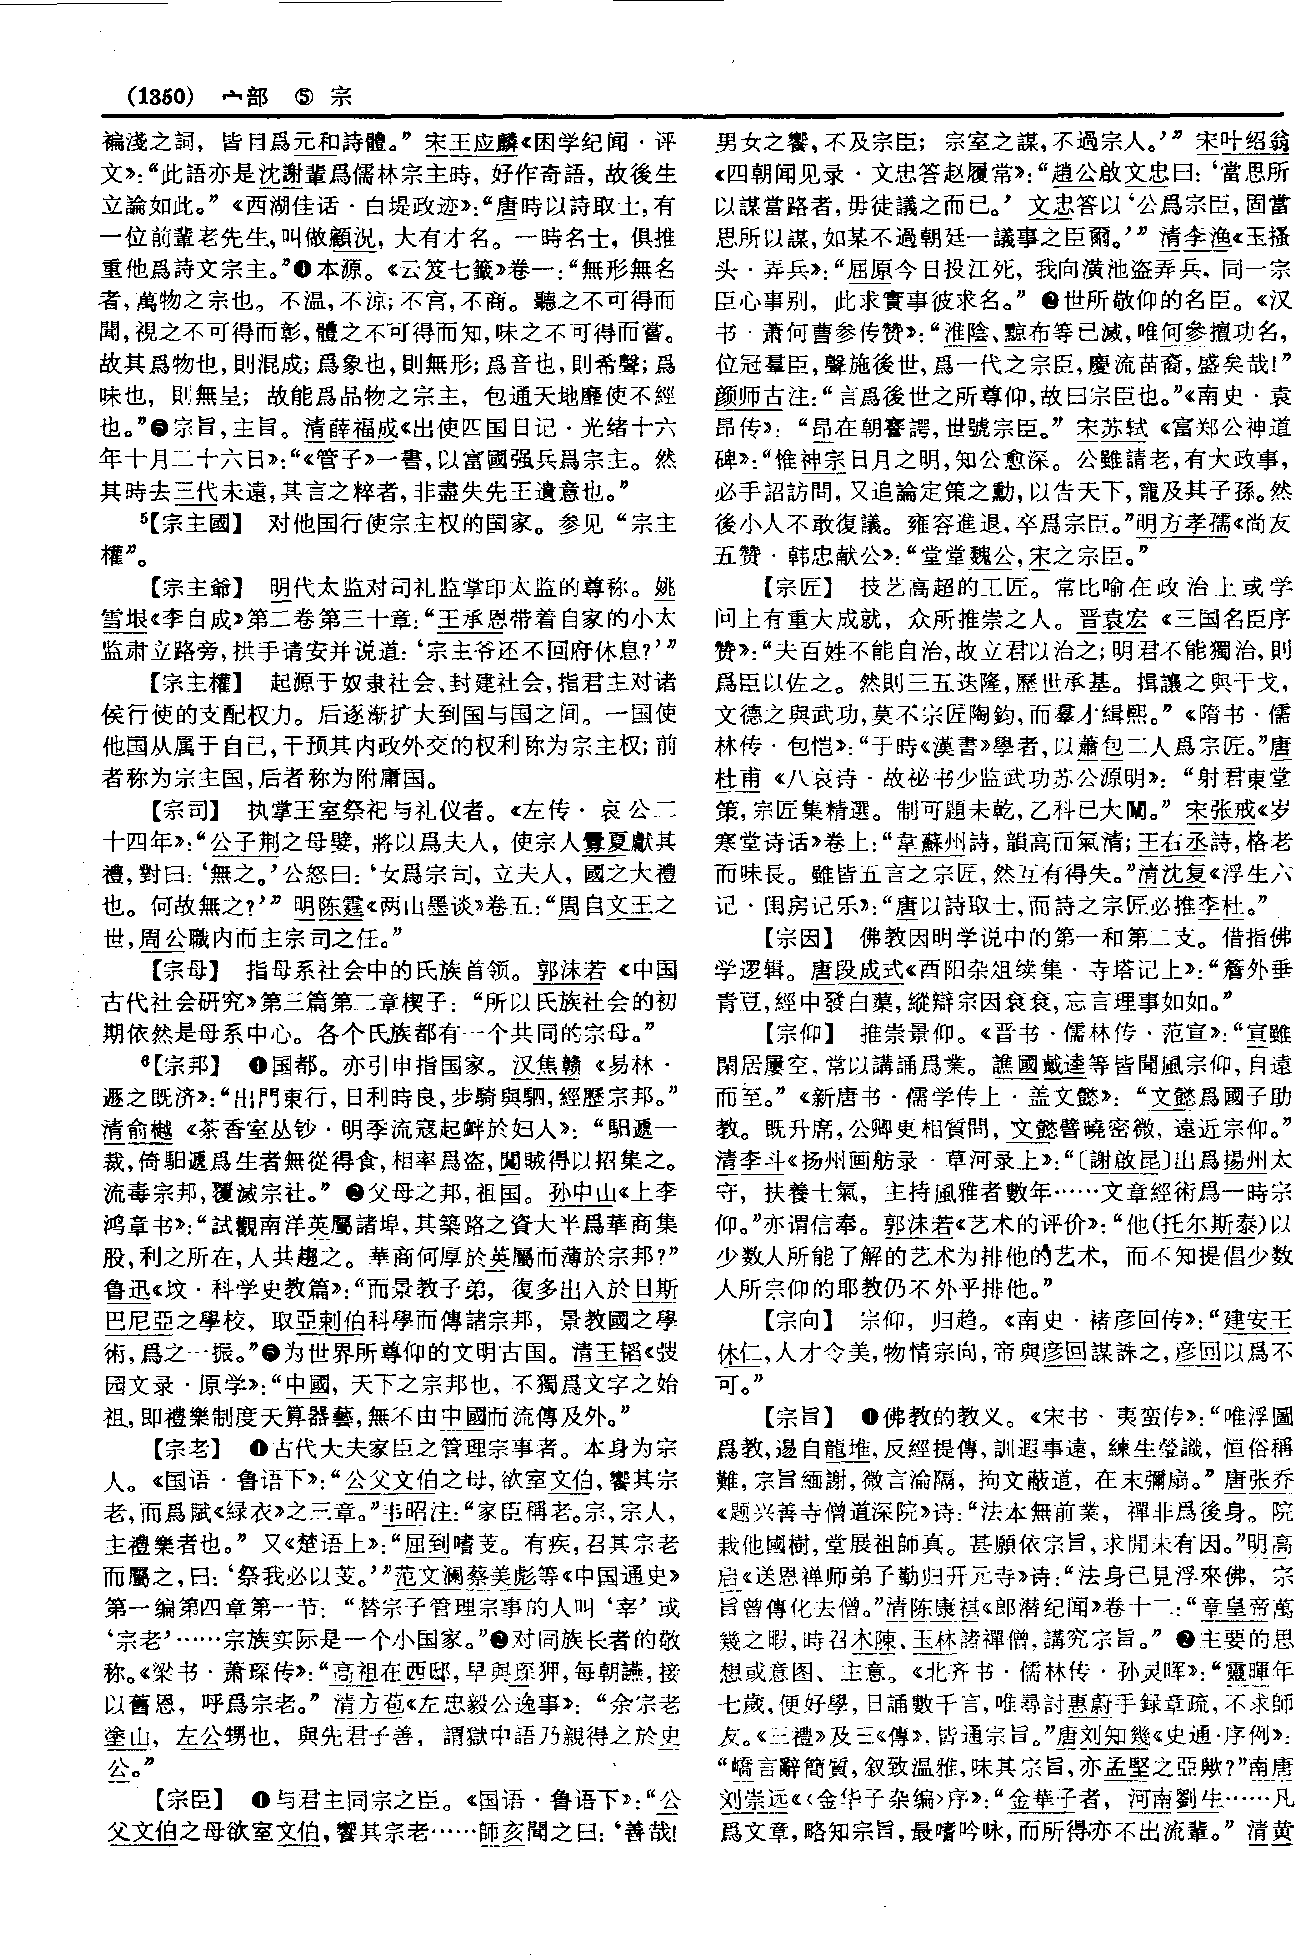 (1350) 宀部 ⑤ 宗
褊淺之詞，皆目爲元和詩體。” 宋王应麟《困学纪闻·评
文》：“此語亦是沈謝輩爲儒林宗主時，好作奇語，故後生
立論如此。”《西湖佳话·白堤政迹》：“唐時以詩取士，有
一位前輩老先生，叫做顧況，大有才名。一時名士，俱推
重他爲詩文宗主。”❹本源。《云笈七籤》卷一：“無形無名
者，萬物之宗也。不温，不涼；不宫，不商。聽之不可得而
聞，視之不可得而彰，體之不可得而知，味之不可得而嘗。
故其爲物也，則混成；爲象也，則無形；爲音也，則希聲；爲
味也，則無呈；故能爲品物之宗主，包通天地靡使不經
也。”❺宗旨，主旨。清薛福成《出使四国日记·光绪十六
年十月二十六日》：“《管子》一書，以富國强兵爲宗主。然
其時去三代未遠，其言之粹者，非盡失先王遺意也。”
⁵【宗主國】 对他国行使宗主权的国家。参见“宗主
權”。
【宗主爺】 明代太监对司礼监掌印太监的尊称。姚
雪垠《李自成》第二卷第三十章：“王承恩带着自家的小太
监肃立路旁，拱手请安并说道：‘宗主爷还不回府休息？’”
【宗主權】 起源于奴隶社会、封建社会，指君主对诸
侯行使的支配权力。后逐渐扩大到国与国之间。一国使
他国从属于自己，干预其内政外交的权利称为宗主权；前
者称为宗主国，后者称为附庸国。
【宗司】 执掌王室祭祀与礼仪者。《左传·哀公二
十四年》：“公子荆之母嬖，將以爲夫人，使宗人釁夏獻其
禮，對曰：‘無之。’公怒曰：‘女爲宗司，立夫人，國之大禮
也。何故無之？’” 明陈霆《两山墨谈》卷五：“周自文王之
世，周公職内而主宗司之任。”
【宗母】 指母系社会中的氏族首领。郭沫若《中国
古代社会研究》第三篇第二章楔子：“所以氏族社会的初
期依然是母系中心。各个氏族都有一个共同的宗母。”
⁶【宗邦】 ❶国都。亦引申指国家。汉焦赣《易林·
遯之既济》：“出門東行，日利時良，步騎與駟，經歷宗邦。”
清俞樾《茶香室丛钞·明季流寇起衅於妇人》：“駰遞一
裁，倚馹遞爲生者無從得食，相率爲盗，闖賊得以招集之。
流毒宗邦，覆滅宗社。” ❷父母之邦，祖国。孙中山《上李
鸿章书》：“試觀南洋英屬諸埠，其築路之資大半爲華商集
股，利之所在，人共趨之。華商何厚於英屬而薄於宗邦？”
鲁迅《坟·科学史教篇》：“而景教子弟，復多出入於日斯
巴尼亞之學校，取亞剌伯科學而傳諸宗邦，景教國之學
術，爲之一振。”❸为世界所尊仰的文明古国。清王韬《弢
园文录·原学》：“中國，天下之宗邦也，不獨爲文字之始
祖，即禮樂制度天算器藝，無不由中國而流傳及外。”
【宗老】 ❶古代大夫家臣之管理宗事者。本身为宗
人。《国语·鲁语下》：“公父文伯之母，欲室文伯，饗其宗
老，而爲賦《緑衣》之三章。”韦昭注：“家臣稱老。宗，宗人，
主禮樂者也。” 又《楚语上》：“屈到嗜芰。有疾，召其宗老
而屬之，曰：‘祭我必以芰。’”范文澜蔡美彪等《中国通史》
第一编第四章第一节：“替宗子管理宗事的人叫‘宰’或
‘宗老’……宗族实际是一个小国家。”❷对同族长者的敬
称。《梁书·萧琛传》：“高祖在西邸，早與琛狎，每朝讌，接
以舊恩，呼爲宗老。” 清方苞《左忠毅公逸事》：“余宗老
塗山，左公甥也，與先君子善，謂獄中語乃親得之於史
公。”
【宗臣】 ❶与君主同宗之臣。《国语·鲁语下》：“公
父文伯之母欲室文伯，饗其宗老……師亥聞之曰：‘善哉！
男女之饗，不及宗臣；宗室之謀，不過宗人。’” 宋叶绍翁
《四朝闻见录·文忠答赵履常》：“趙公啟文忠曰：‘當思所
以謀當路者，毋徒議之而已。’ 文忠答以‘公爲宗臣，固當
思所以謀，如某不過朝廷一議事之臣爾。’” 清李渔《玉搔
头·弄兵》：“屈原今日投江死，我向潢池盗弄兵，同一宗
臣心事别，此求實事彼求名。” ❷世所敬仰的名臣。《汉
书·萧何曹参传赞》：“淮陰、黥布等已滅，唯何參擅功名，
位冠羣臣，聲施後世，爲一代之宗臣，慶流苗裔，盛矣哉！”
颜师古注：“言爲後世之所尊仰，故曰宗臣也。”《南史·袁
昂传》：“昂在朝謇諤，世號宗臣。” 宋苏轼《富郑公神道
碑》：“惟神宗日月之明，知公愈深。公雖請老，有大政事，
必手詔訪問，又追論定策之勳，以告天下，寵及其子孫。然
後小人不敢復議。雍容進退，卒爲宗臣。”明方孝孺《尚友
五赞·韩忠献公》：“堂堂魏公，宋之宗臣。”
【宗匠】 技艺高超的工匠。常比喻在政治上或学
问上有重大成就，众所推崇之人。晋袁宏《三国名臣序
赞》：“夫百姓不能自治，故立君以治之；明君不能獨治，則
爲臣以佐之。然則三五迭隆，歷世承基。揖讓之與干戈，
文德之與武功，莫不宗匠陶鈞，而羣才緝熙。”《隋书·儒
林传·包恺》：“于時《漢書》學者，以蕭包二人爲宗匠。”唐
杜甫《八哀诗·故祕书少监武功苏公源明》：“射君東堂
策，宗匠集精選。制可題未乾，乙科已大闡。” 宋张戒《岁
寒堂诗话》卷上：“韋蘇州詩，韻高而氣清；王右丞詩，格老
而味長。雖皆五言之宗匠，然互有得失。”清沈复《浮生六
记·闺房记乐》：“唐以詩取士，而詩之宗匠必推李杜。”
【宗因】 佛教因明学说中的第一和第二支。借指佛
学逻辑。唐段成式《酉阳杂俎续集·寺塔记上》：“簷外垂
青豆，經中發白蕖，縱辯宗因衮衮，忘言理事如如。”
【宗仰】 推崇景仰。《晋书·儒林传·范宣》：“宣雖
閑居屢空，常以講誦爲業。譙國戴逵等皆聞風宗仰，自遠
而至。”《新唐书·儒学传上·盖文懿》：“文懿爲國子助
教。既升席，公卿更相質問，文懿譬曉密微，遠近宗仰。”
清李斗《扬州画舫录·草河录上》：“〔謝啟昆〕出爲揚州太
守，扶養士氣，主持風雅者數年……文章經術爲一時宗
仰。”亦谓信奉。郭沫若《艺术的评价》：“他(托尔斯泰)以
少数人所能了解的艺术为排他的艺术，而不知提倡少数
人所宗仰的耶教仍不外乎排他。”
【宗向】 宗仰，归趋。《南史·褚彦回传》：“建安王
休仁，人才令美，物情宗向，帝與彦回謀誅之，彦回以爲不
可。”
【宗旨】 ❶佛教的教义。《宋书·夷蛮传》：“唯浮圖
爲教，逷自龍堆，反經提傳，訓遐事遠，練生瑩識，恒俗稱
難，宗旨緬謝，微言淪隔，拘文蔽道，在末彌扇。” 唐张乔
《题兴善寺僧道深院》诗：“法本無前業，禪非爲後身。院
栽他國樹，堂展祖師真。甚願依宗旨，求閒未有因。”明高
启《送恩禅师弟子勤归开元寺》诗：“法身已見浮來佛，宗
旨曾傳化去僧。”清陈康祺《郎潜纪闻》卷十二：“章皇帝萬
幾之暇，時召木陳、玉林諸禪僧，講究宗旨。” ❷主要的思
想或意图、主意。《北齐书·儒林传·孙灵晖》：“靈暉年
七歲，便好學，日誦數千言，唯尋討惠蔚手録章疏，不求師
友。《三禮》及三《傳》，皆通宗旨。”唐刘知幾《史通·序例》：
“嶠言辭簡質，叙致温雅，味其宗旨，亦孟堅之亞歟？”南唐
刘崇远《〈金华子杂编〉序》：“金華子者，河南劉生……凡
爲文章，略知宗旨，最嗜吟咏，而所得亦不出流輩。” 清黄